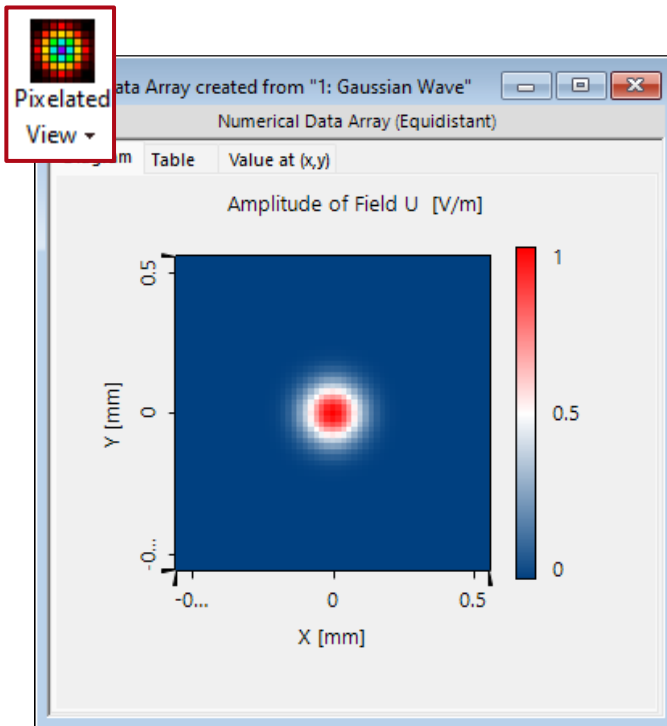 Pixelated
View
ata Array created from "1: Gaussian Wave"
Numerical Data Array (Equidistant)
Table
Value at (x,y)
Amplitude of Field U [V/m]
0.5
0
-0...
Y [mm]
-0...
0
0.5
X [mm]
1
0.5
0